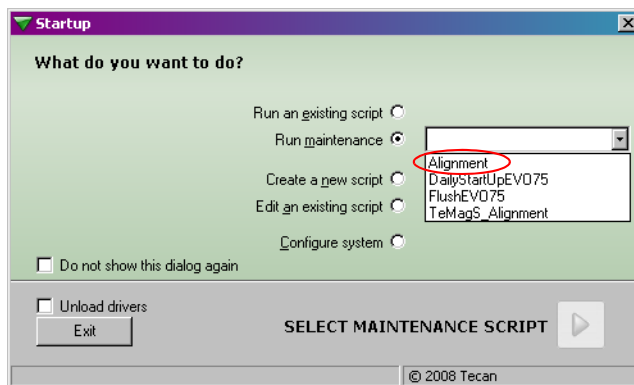 Startup
What do you want to do?
Run an existing script
Run maintenance
Alignment
DailyStartUpEVO75
FlushEVO75
TeMagS_Alignment
Create a new script
Edit an existing script
Configure system
Do not show this dialog again
Unload drivers
Exit
SELECT MAINTENANCE SCRIPT
© 2008 Tecan